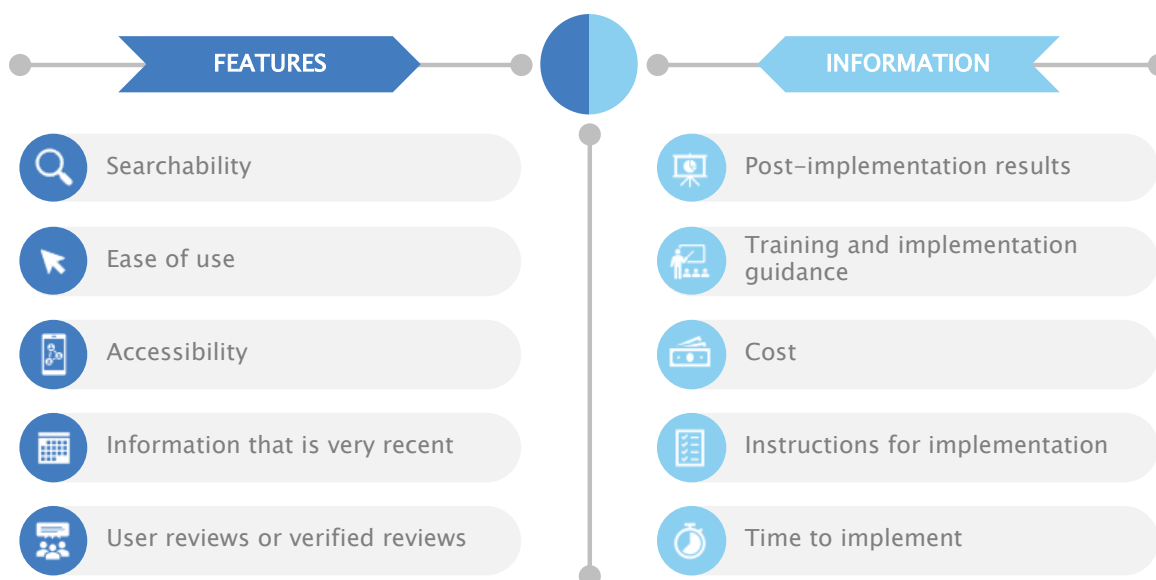 FEATURES
Searchability
Ease of use
Accessibility
Information that is very recent
User reviews or verified reviews
INFORMATION
Post-implementation results
Training and implementation
guidance
Cost
Instructions for implementation
Time to implement